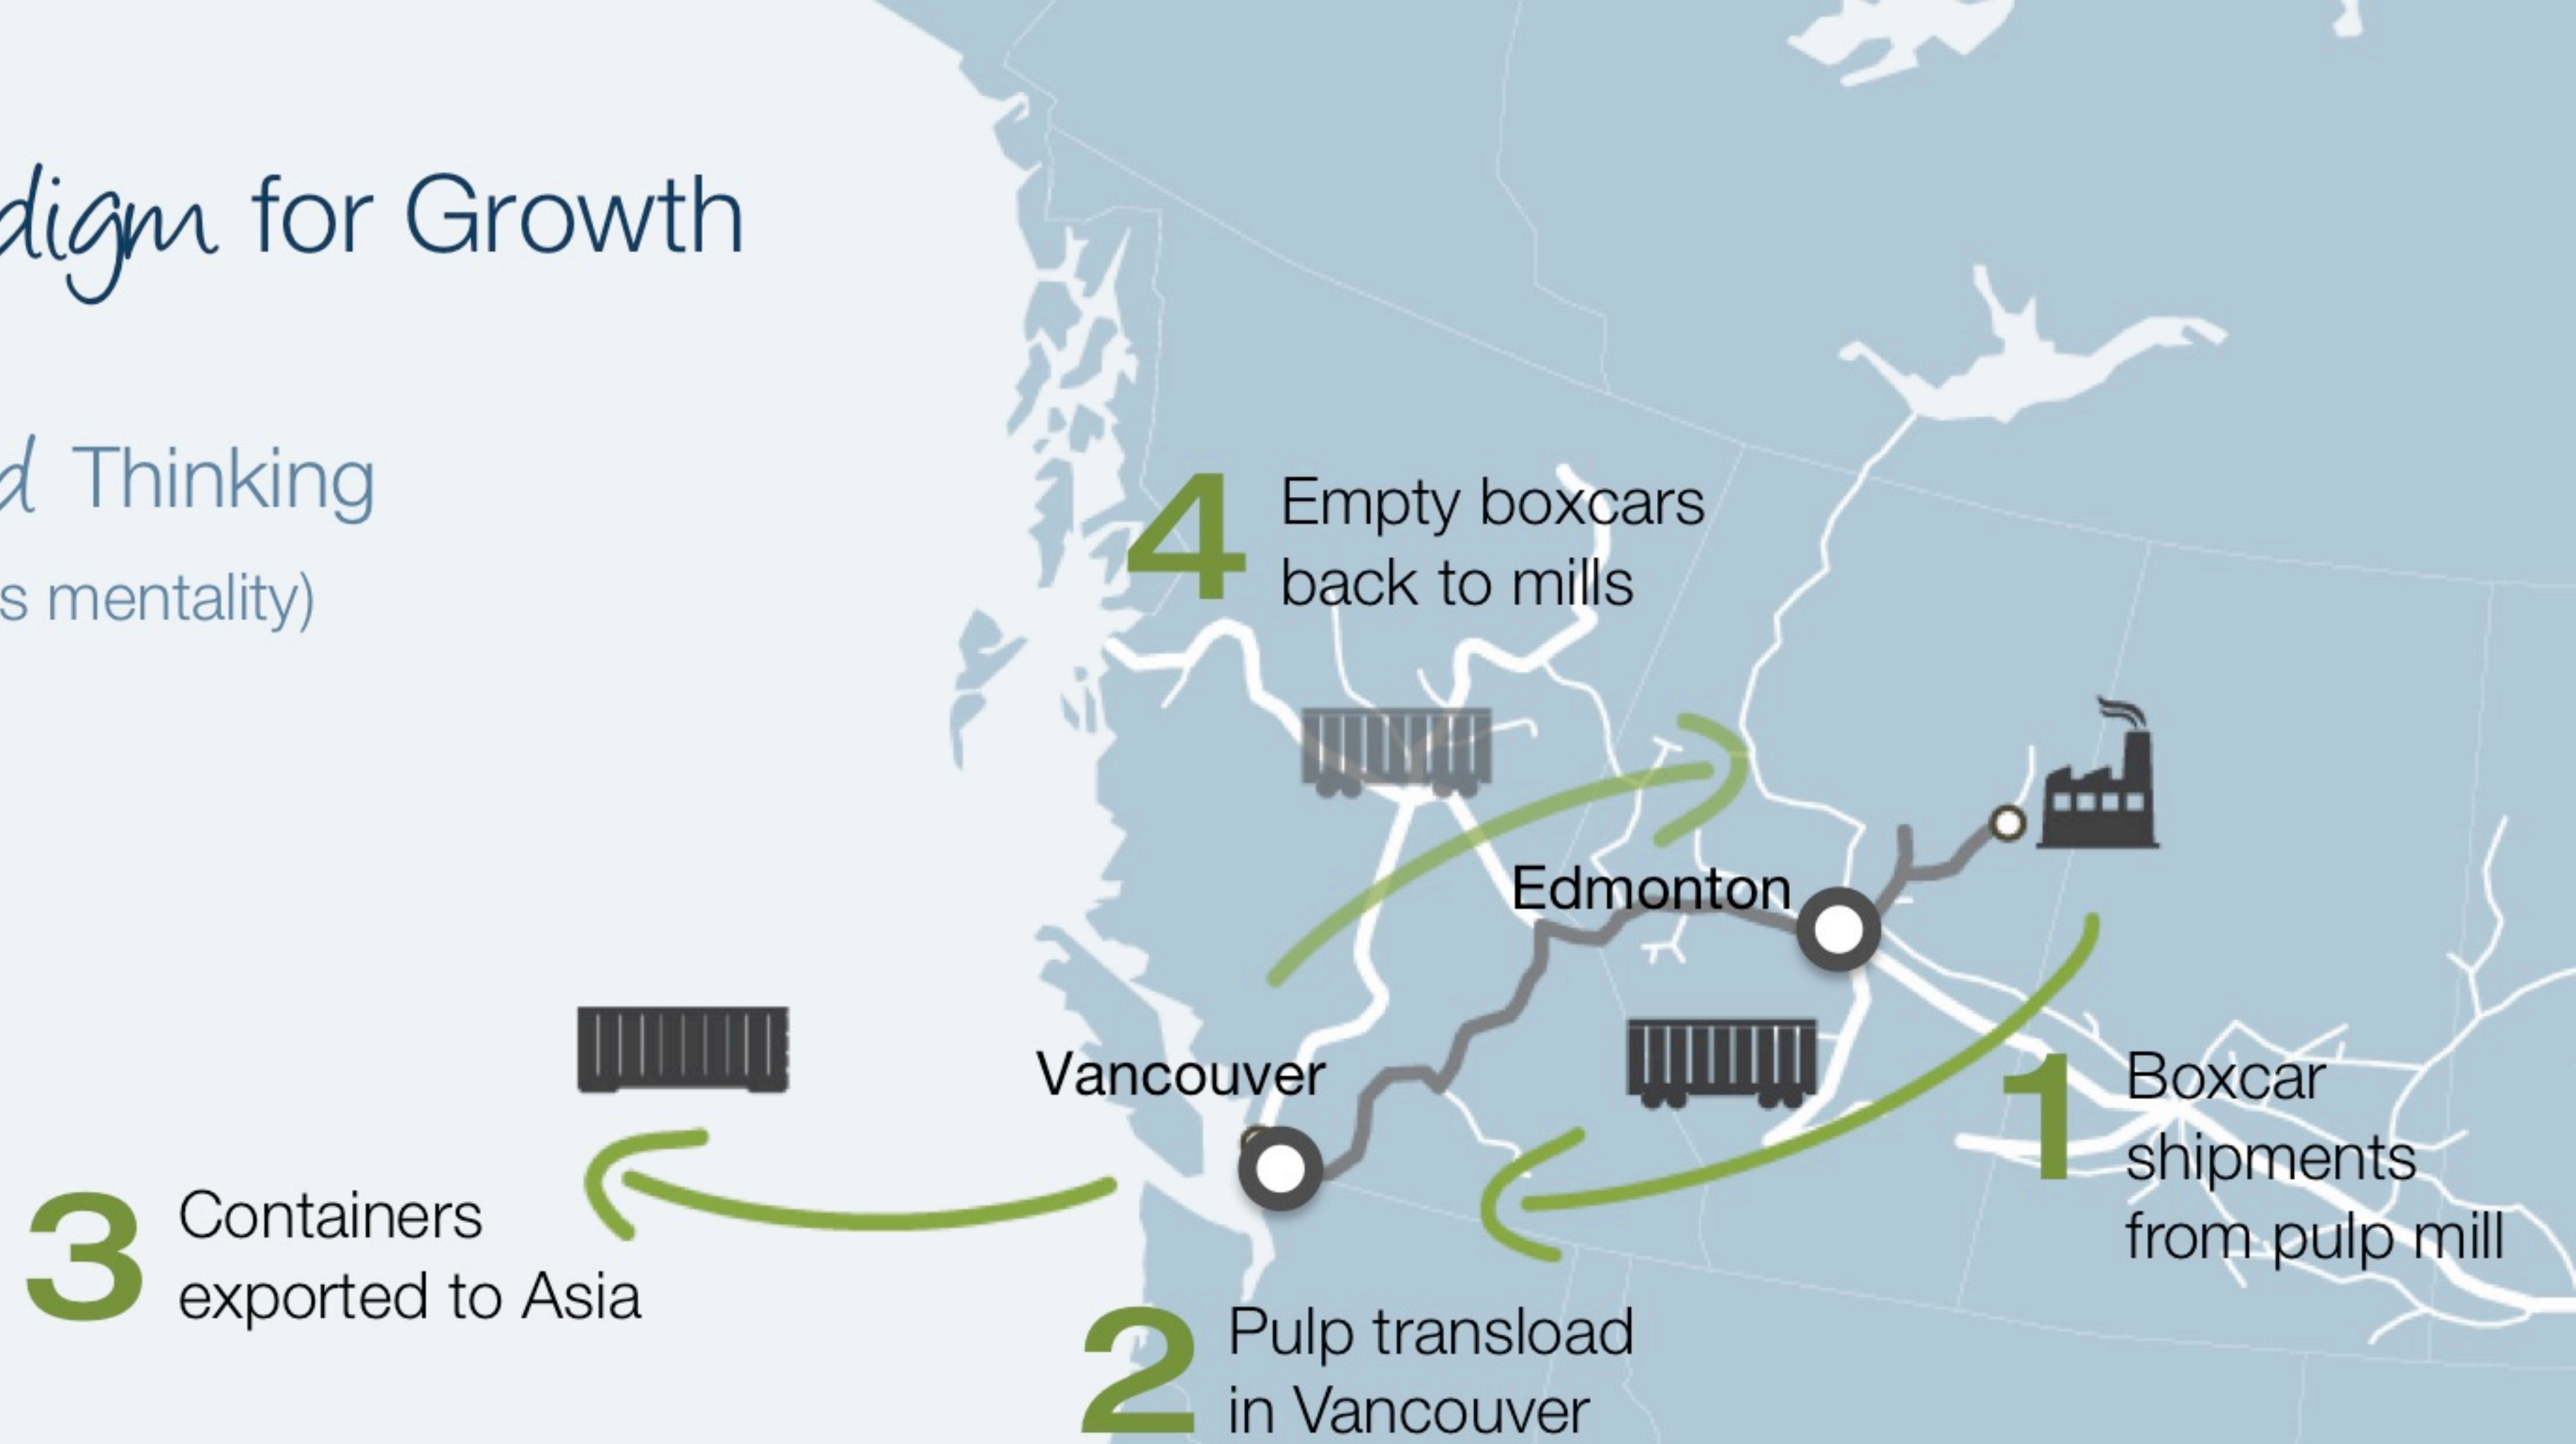 digm for Growth
d Thinking
s mentality)
4
Empty boxcars
back to mills
Edmonton
Vancouver
1
Boxcar
shipments
from pulp mill
3
Containers
exported to Asia
2
Pulp transload
in Vancouver